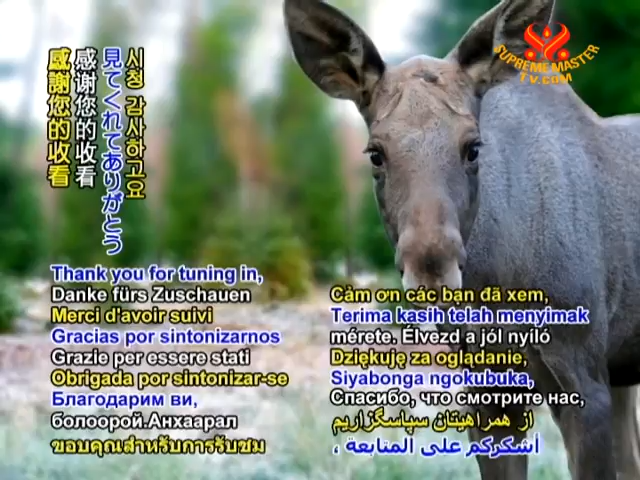 感謝您的收看
感谢您的收看
見てくれてありがとう
시청 감사하고요
SUPREME MASTER
TV.COM
Thank you for tuning in,
Danke fürs Zuschauen
Merci d'avoir suivi
Gracias por sintonizarnos
Grazie per essere stati
Obrigada por sintonizar-se
Благодарим ви,
болоорой.Анхаарал
ขอบคุณสำหรับการรับชม
Cảm ơn các bạn đã xem,
Terima kasih telah menyimak
mérete. Élvezd a jól nyíló
Dziękuję za oglądanie,
Siyabonga ngokubuka,
Спасибо, что смотрите нас,
از همراهیتان سپاسگزاریم
أشكركم على المتابعة ،